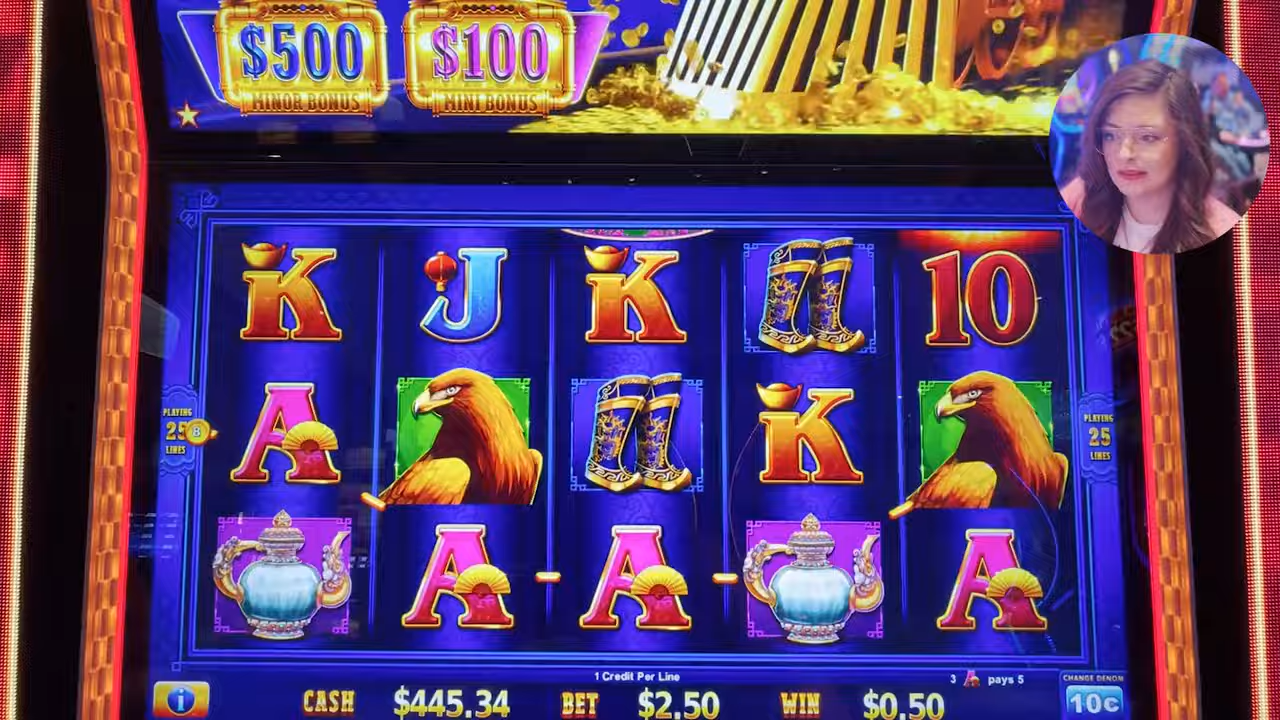 $500
$100
MINOR BONUS
MINI BONUS
K
J
K
10
PLAYING
25
LINES
8
A
K
PLAYING
25
LINES
A
A
A
1 Credit Per Line
3 A pays 5
CHANGE DENOM
i
CASH
$445.34
BET
$2.50
WIN
$0.50
10¢